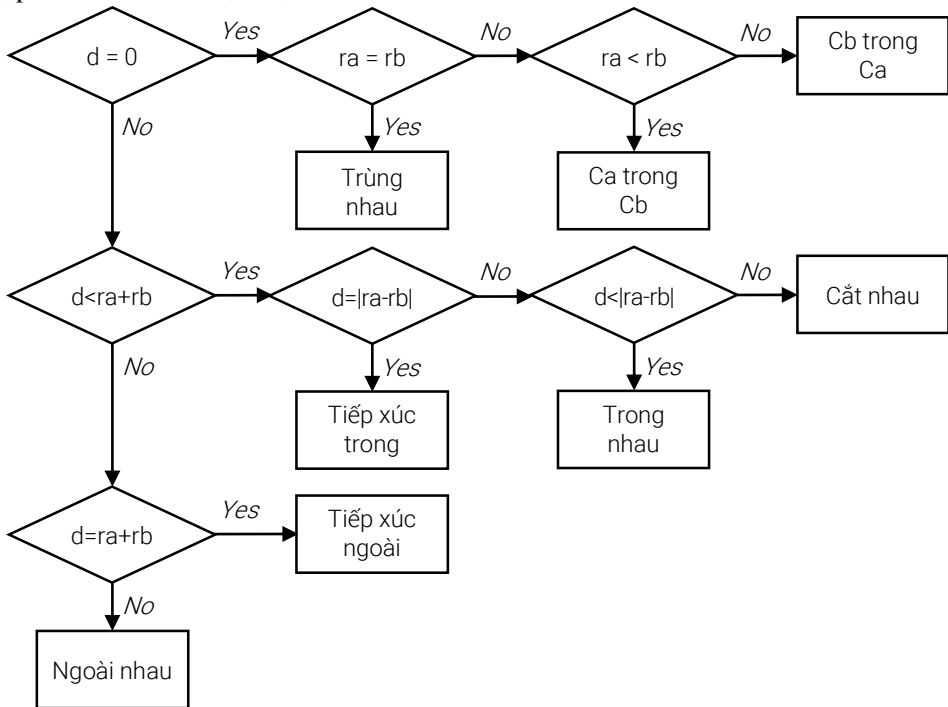 d = 0
Yes
ra = rb
No
ra < rb
No
Cb trong
Ca
No
Yes
Yes
Trùng
nhau
Ca trong
Cb
d<ra+rb
Yes
d=|ra-rb|
No
d<|ra-rb|
No
Cắt nhau
No
Yes
Yes
Tiếp xúc
trong
Trong
nhau
d=ra+rb
Yes
Tiếp xúc
ngoài
No
Ngoài nhau